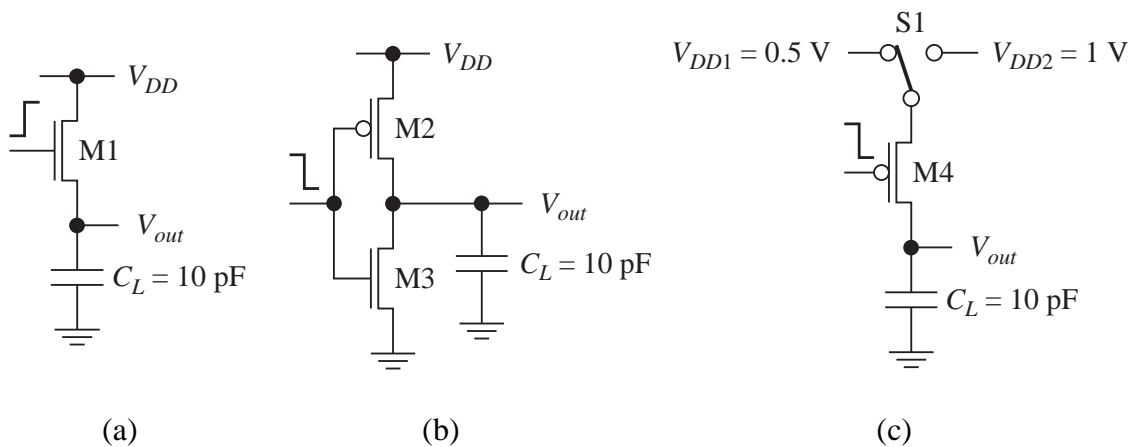 V_DD
M1
V_out
C_L = 10 pF
(a)
V_DD
M2
M3
V_out
C_L = 10 pF
(b)
S1
V_DD1 = 0.5 V
V_DD2 = 1 V
M4
V_out
C_L = 10 pF
(c)